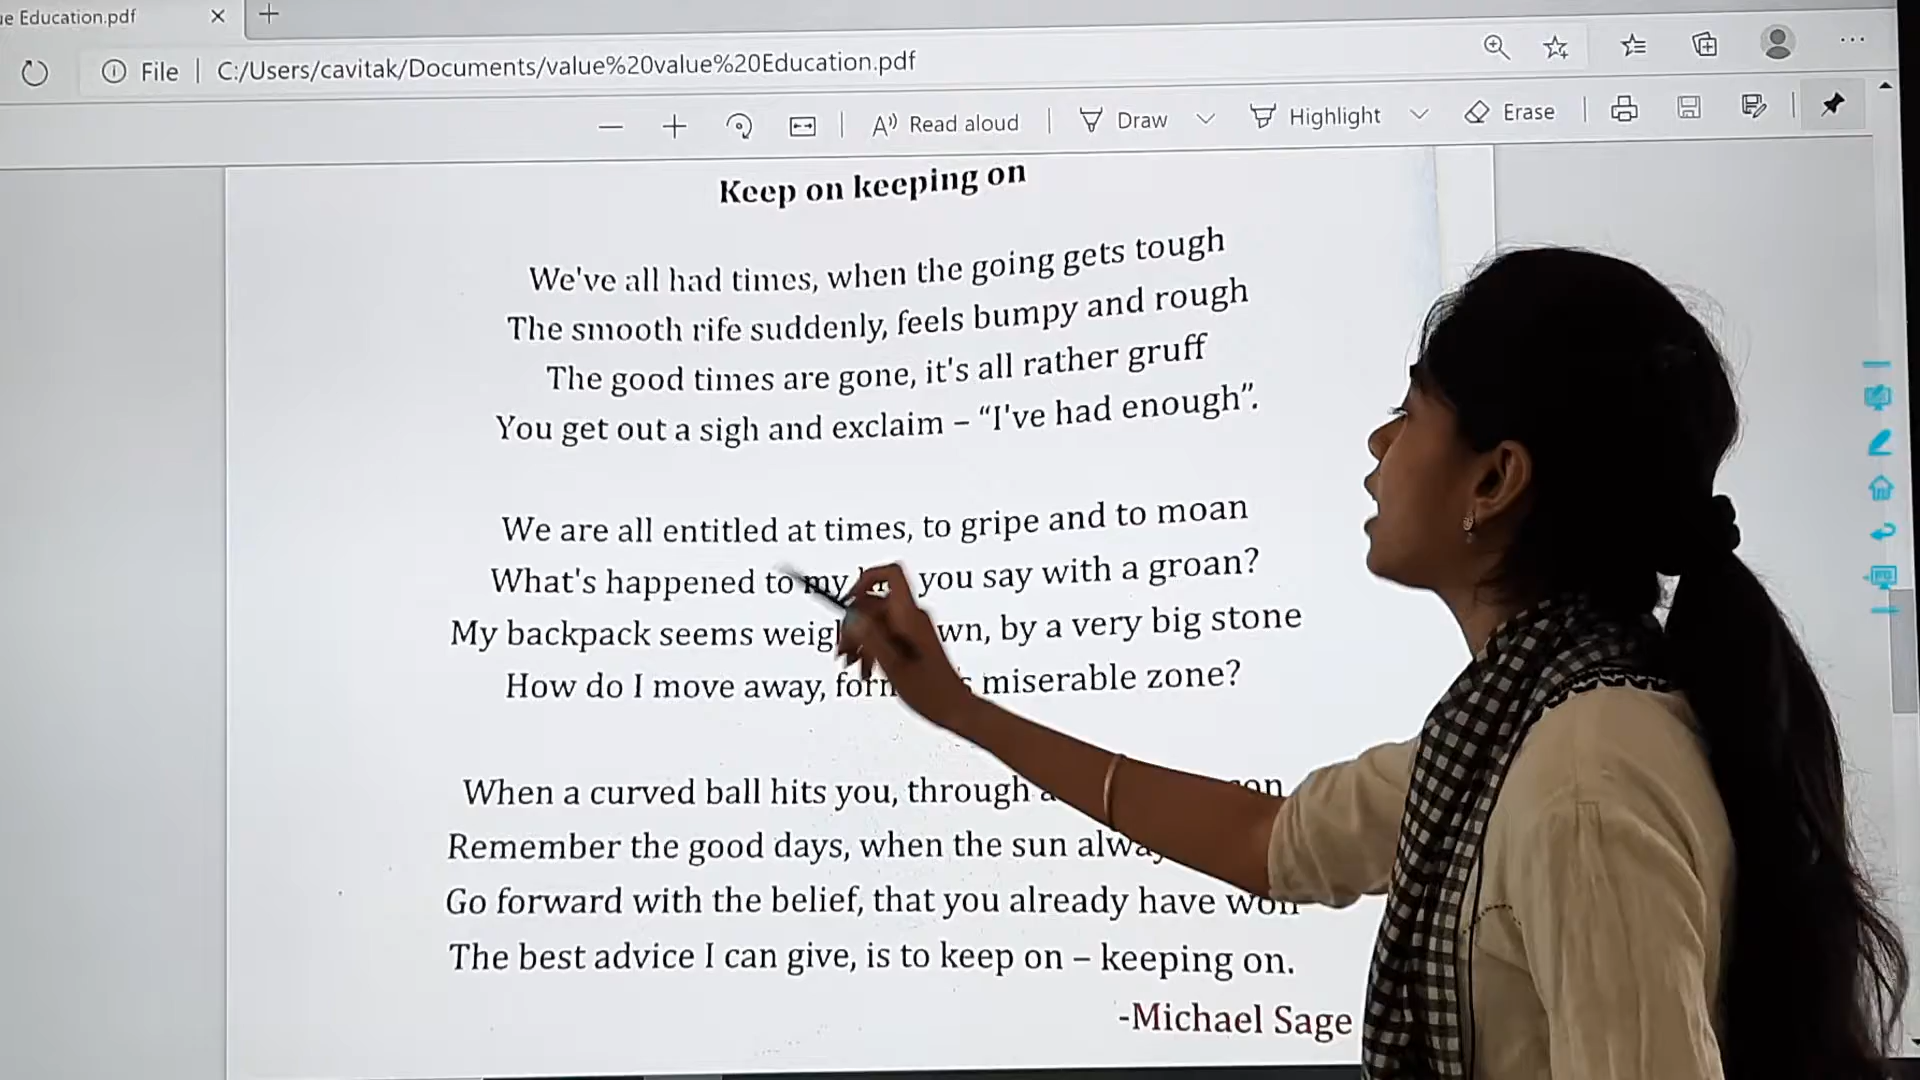 ue Education.pdf
File | C:/Users/cavitak/Documents/value%20value%20Education.pdf
Read aloud Draw Highlight Erase
Keep on keeping on
We've all had times, when the going gets tough
The smooth rife suddenly, feels bumpy and rough
The good times are gone, it's all rather gruff
You get out a sigh and exclaim – “I've had enough”.
We are all entitled at times, to gripe and to moan
What's happened to my you say with a groan?
My backpack seems by a very big stone
How do I move away, miserable zone?
When a curved ball hits you, through
Remember the good days, when the sun
Go forward with the belief, that you already have won
The best advice I can give, is to keep on – keeping on.
-Michael Sage